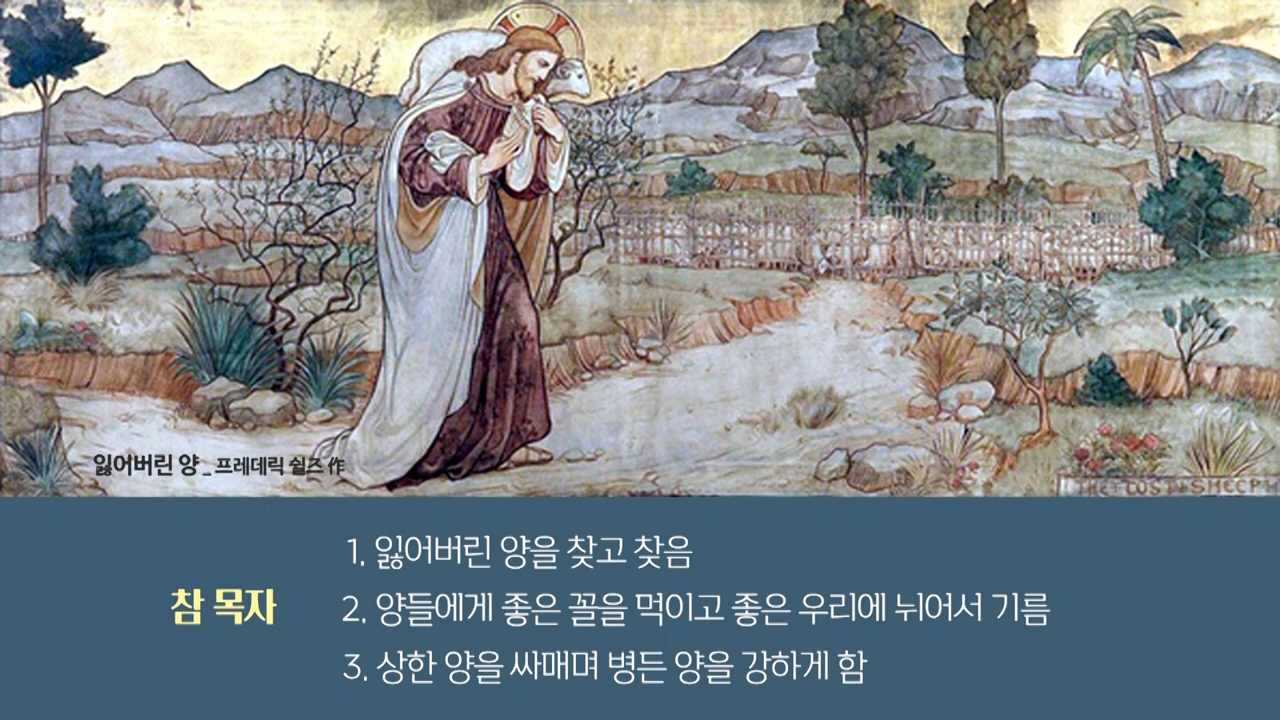 잃어버린 양 _ 프레데릭 쉴즈 作
THE LOST SHEEP
1. 잃어버린 양을 찾고 찾음
참 목자
2. 양들에게 좋은 꼴을 먹이고 좋은 우리에 뉘어서 기름
3. 상한 양을 싸매며 병든 양을 강하게 함